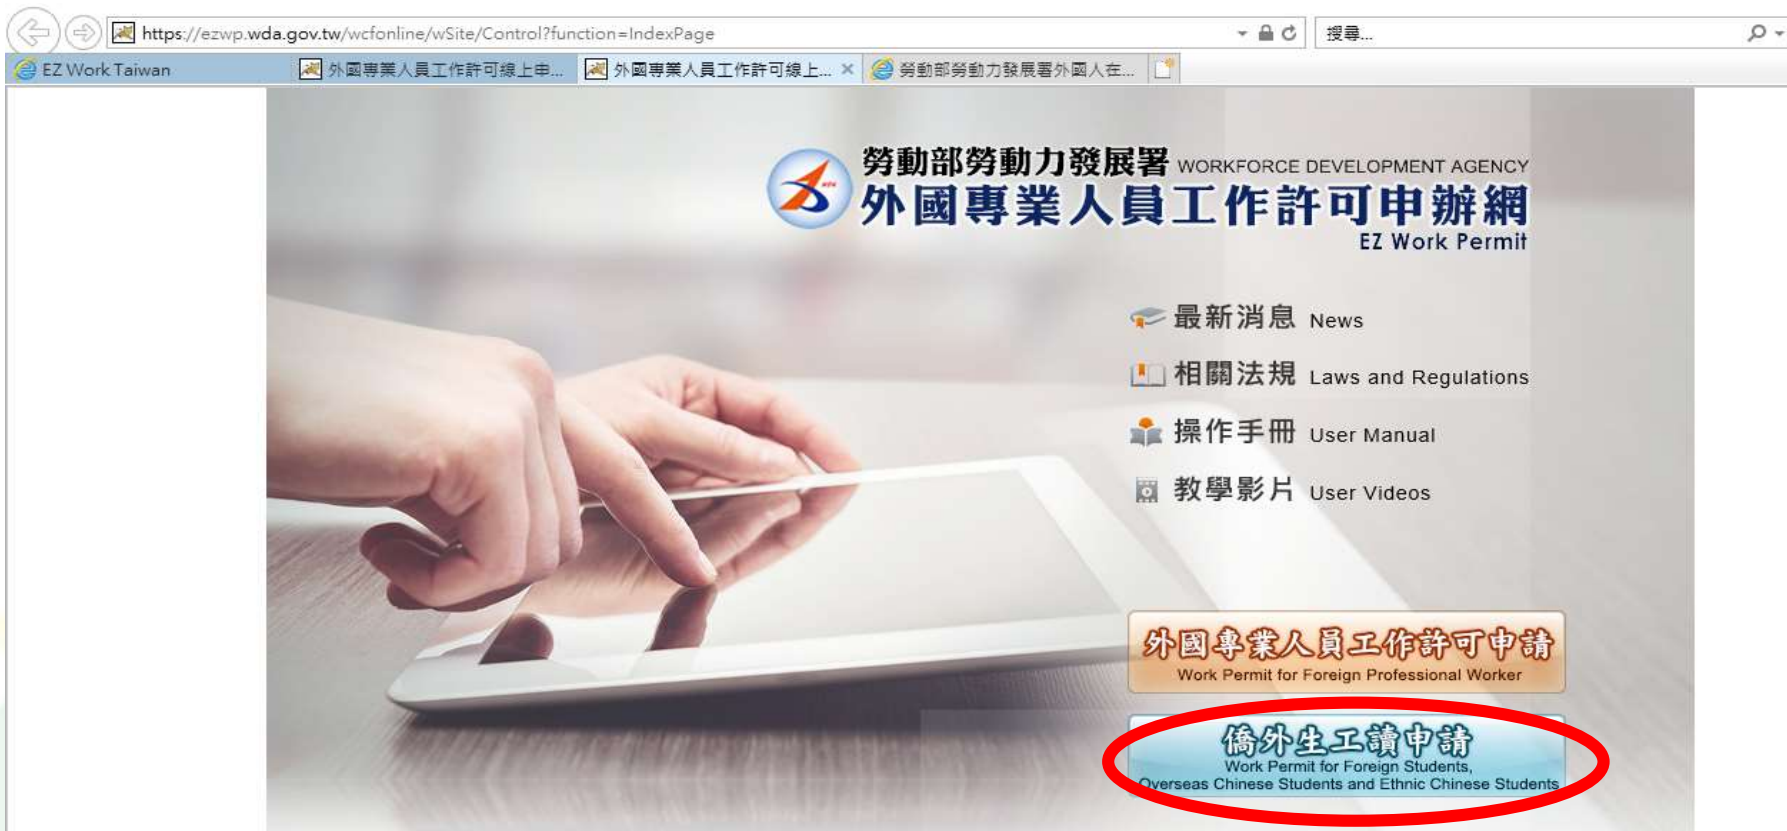 https://ezwp.wda.gov.tw/wcfonline/wSite/Control?function=IndexPage
搜尋...
EZ Work Taiwan
外國專業人員工作許可線上申...
外國專業人員工作許可線上...
勞動部勞動力發展署外國人在...
勞動部勞動力發展署 WORKFORCE DEVELOPMENT AGENCY
外國專業人員工作許可申辦網
EZ Work Permit
最新消息 News
相關法規 Laws and Regulations
操作手冊 User Manual
教學影片 User Videos
外國專業人員工作許可申請
Work Permit for Foreign Professional Worker
僑外生工讀申請
Work Permit for Foreign Students,
Overseas Chinese Students and Ethnic Chinese Students